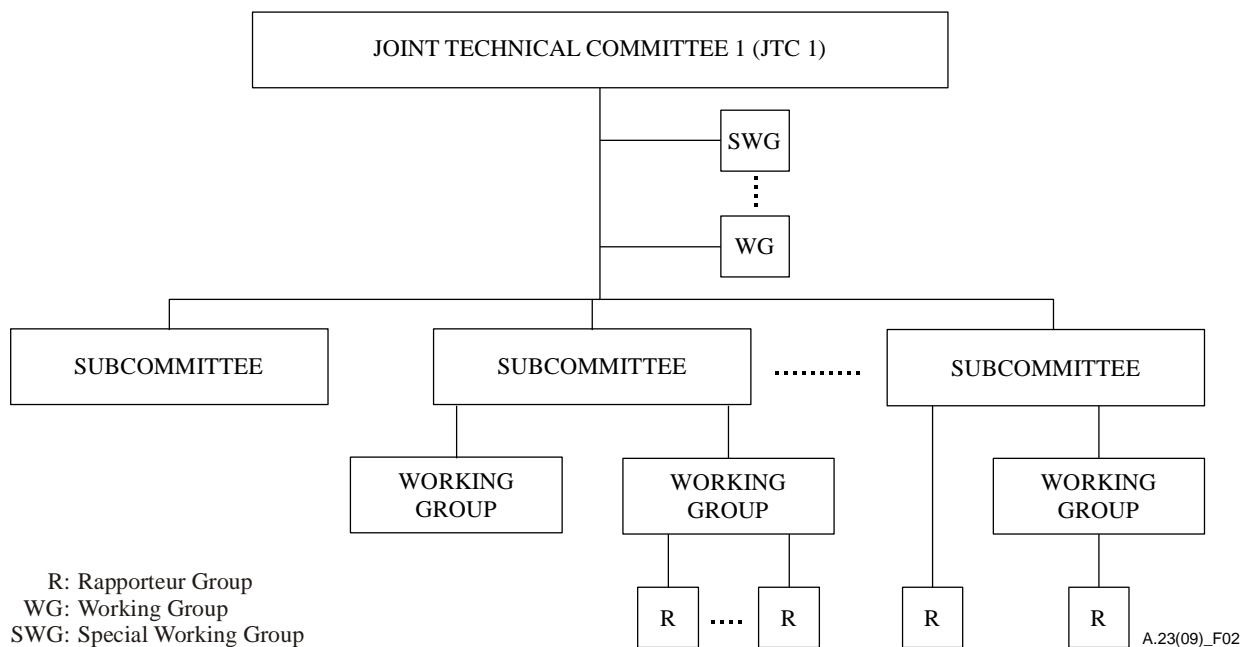 JOINT TECHNICAL COMMITTEE 1 (JTC 1)
SWG
WG
SUBCOMMITTEE
SUBCOMMITTEE
SUBCOMMITTEE
WORKING
GROUP
WORKING
GROUP
WORKING
GROUP
R
R
R
R
R: Rapporteur Group
WG: Working Group
SWG: Special Working Group
A.23(09)_F02